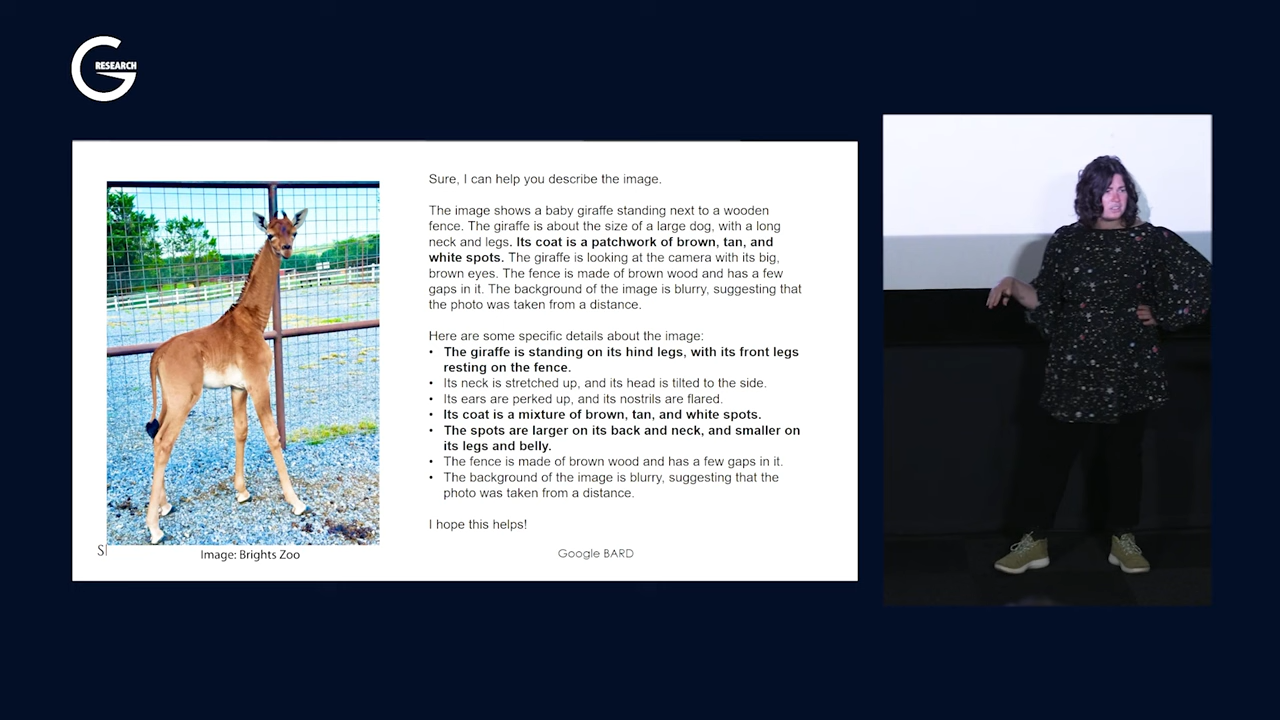 RESEARCH
Sure, I can help you describe the image.
The image shows a baby giraffe standing next to a wooden
fence. The giraffe is about the size of a large dog, with a long
neck and legs. Its coat is a patchwork of brown, tan, and
white spots. The giraffe is looking at the camera with its big,
brown eyes. The fence is made of brown wood and has a few
gaps in it. The background of the image is blurry, suggesting that
the photo was taken from a distance.
Here are some specific details about the image:
• The giraffe is standing on its hind legs, with its front legs
resting on the fence.
• Its neck is stretched up, and its head is tilted to the side.
• Its ears are perked up, and its nostrils are flared.
• Its coat is a mixture of brown, tan, and white spots.
• The spots are larger on its back and neck, and smaller on
its legs and belly.
• The fence is made of brown wood and has a few gaps in it.
• The background of the image is blurry, suggesting that the
photo was taken from a distance.
I hope this helps!
Image: Brights Zoo
Google BARD